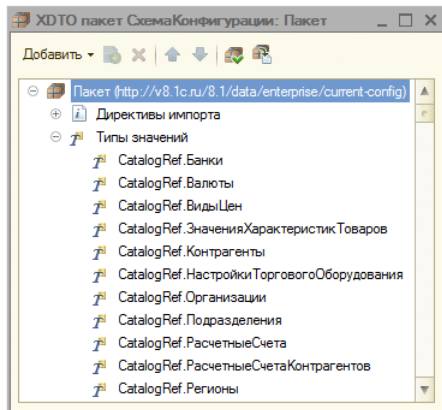 XDTO пакет СхемаКонфигурации: Пакет
Добавить
Пакет (http://v8.1c.ru/8.1/data/enterprise/current-config)
Директивы импорта
Типы значений
CatalogRef.Банки
CatalogRef.Валюты
CatalogRef.ВидыЦен
CatalogRef.ЗначенияХарактеристикТоваров
CatalogRef.Контрагенты
CatalogRef.НастройкиТорговогоОборудования
CatalogRef.Организации
CatalogRef.Подразделения
CatalogRef.РасчетныеСчета
CatalogRef.РасчетныеСчетаКонтрагентов
CatalogRef.Регионы